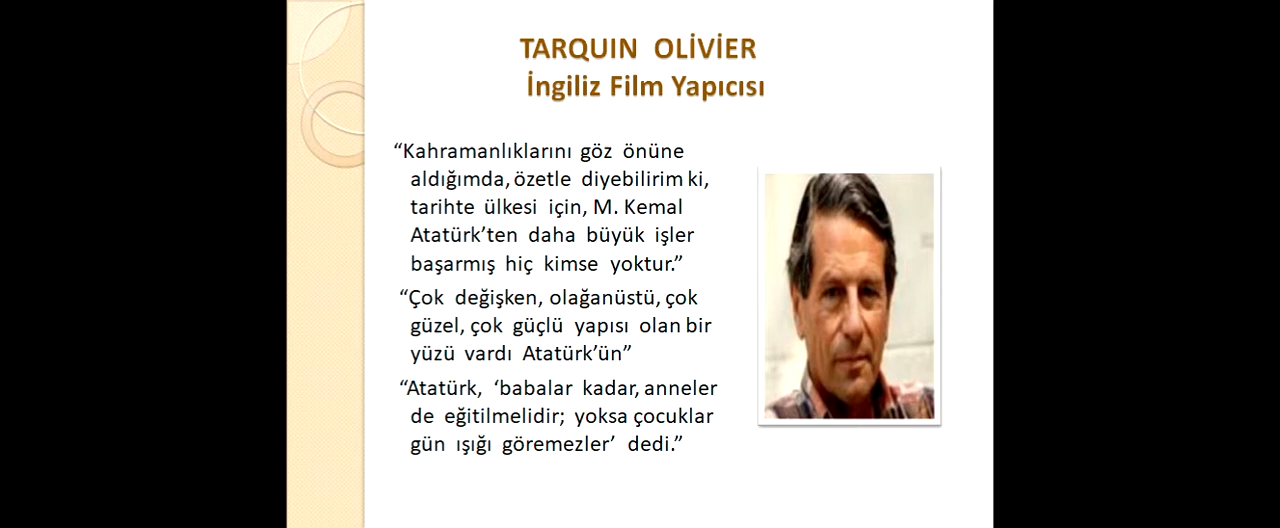 TARQUIN OLİVİER
İngiliz Film Yapıcısı
“Kahramanlıklarını göz önüne
aldığımda, özetle diyebilirim ki,
tarihte ülkesi için, M. Kemal
Atatürk’ten daha büyük işler
başarmış hiç kimse yoktur.”
“Çok değişken, olağanüstü, çok
güzel, çok güçlü yapısı olan bir
yüzü vardı Atatürk’ün”
“Atatürk, ‘babalar kadar, anneler
de eğitilmelidir; yoksa çocuklar
gün ışığı göremezler’ dedi.”